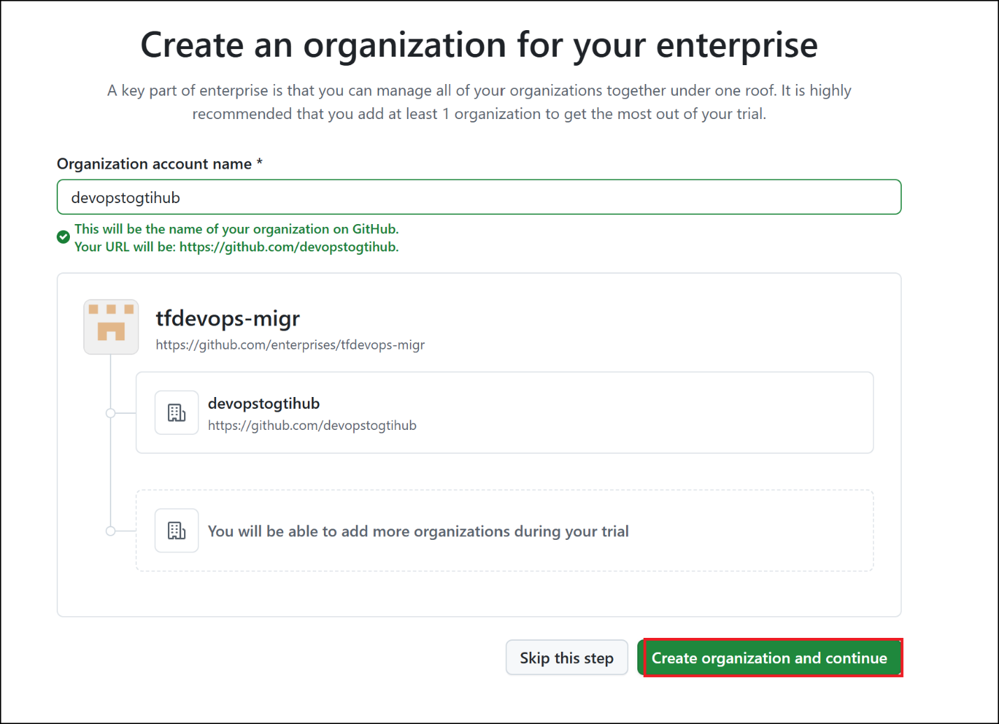 Create an organization for your enterprise
A key part of enterprise is that you can manage all of your organizations together under one roof. It is highly
recommended that you add at least 1 organization to get the most out of your trial.
Organization account name *
devopstogtihub
This will be the name of your organization on GitHub.
Your URL will be: https://github.com/devopstogtihub.
tfdevops-migr
https://github.com/enterprises/tfdevops-migr
devopstogtihub
https://github.com/devopstogtihub
You will be able to add more organizations during your trial
Skip this step
Create organization and continue